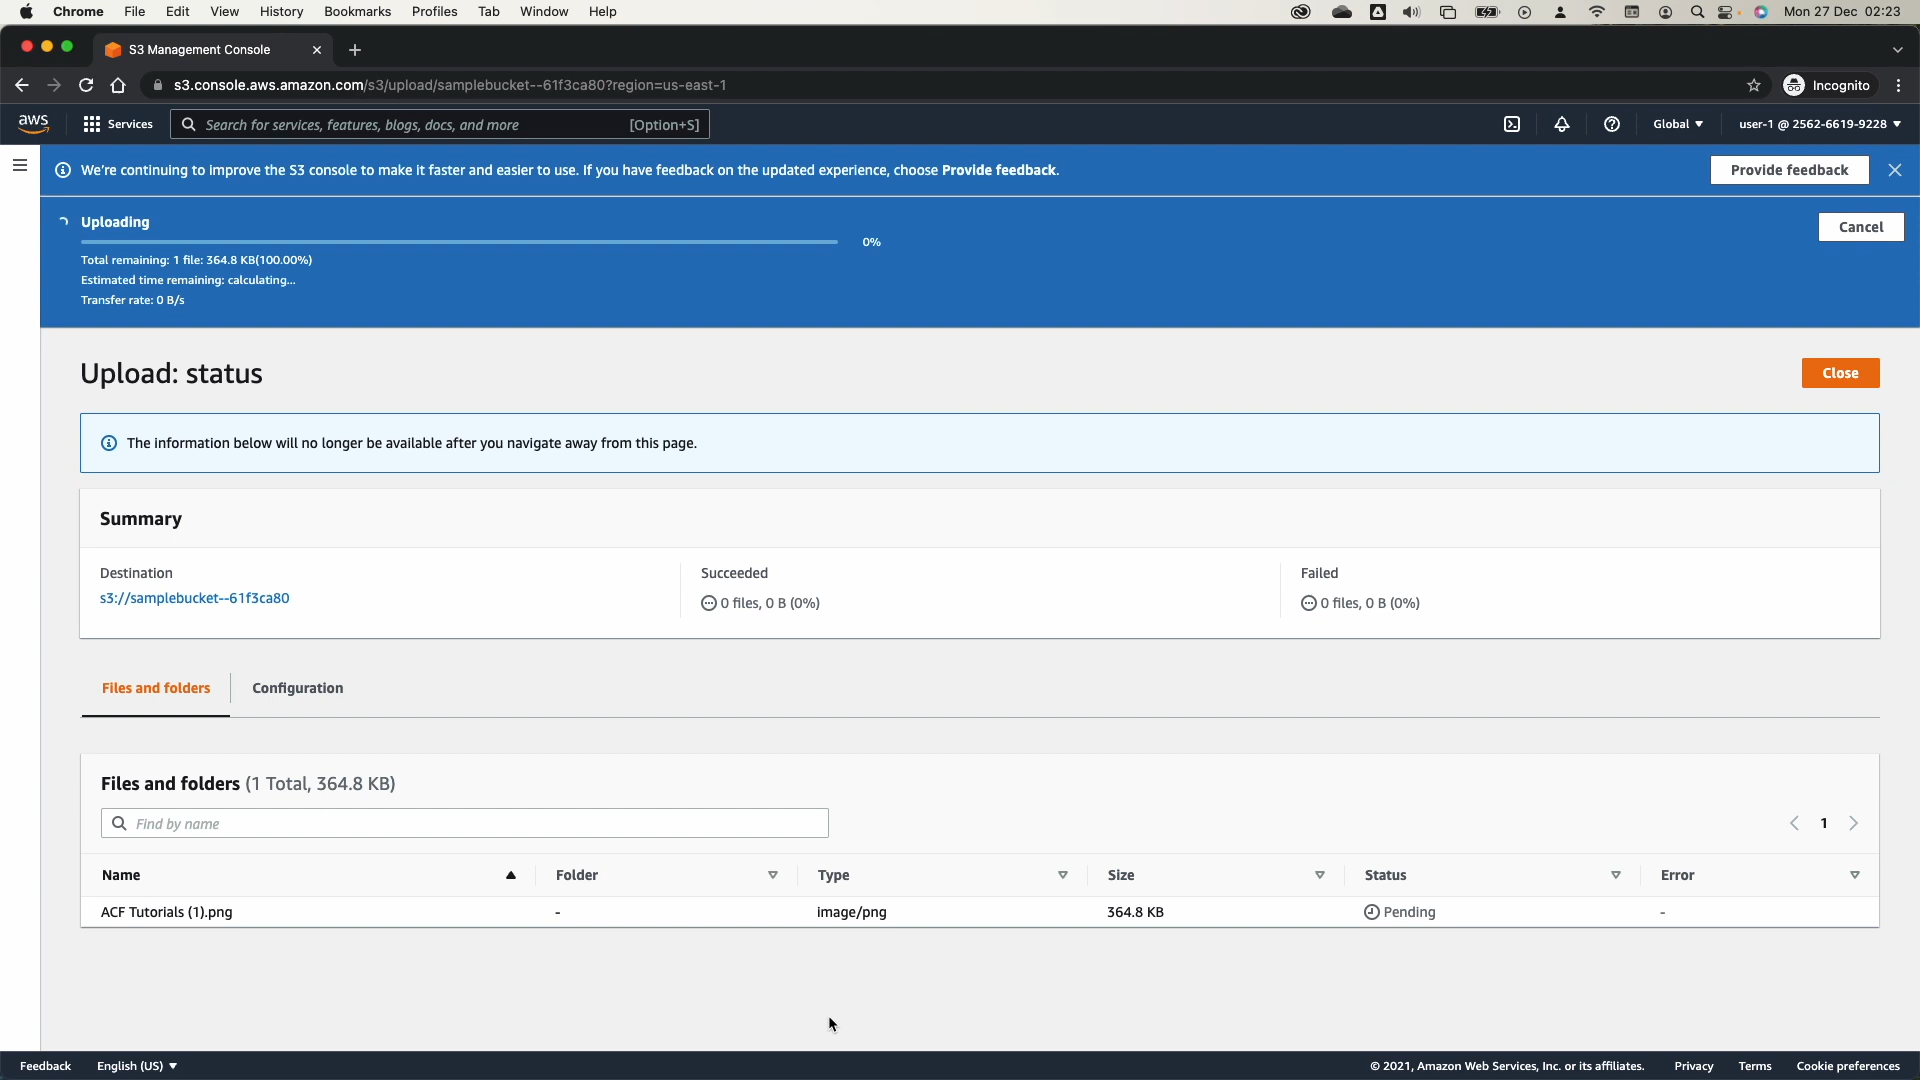 Chrome File Edit View History Bookmarks Profiles Tab Window Help Mon 27 Dec 02:23
S3 Management Console
s3.console.aws.amazon.com/s3/upload/samplebucket--61f3ca80?region=us-east-1 Incognito
aws Services Search for services, features, blogs, docs, and more [Option+S] Global user-1 @ 2562-6619-9228
We're continuing to improve the S3 console to make it faster and easier to use. If you have feedback on the updated experience, choose Provide feedback. Provide feedback
Uploading Cancel
0%
Total remaining: 1 file: 364.8 KB(100.00%)
Estimated time remaining: calculating...
Transfer rate: 0 B/s
Upload: status Close
The information below will no longer be available after you navigate away from this page.
Summary
Destination Succeeded Failed
s3://samplebucket--61f3ca80 0 files, 0 B (0%) 0 files, 0 B (0%)
Files and folders Configuration
Files and folders (1 Total, 364.8 KB)
Find by name 1
Name Folder Type Size Status Error
ACF Tutorials (1).png - image/png 364.8 KB Pending -
Feedback English (US) © 2021, Amazon Web Services, Inc. or its affiliates. Privacy Terms Cookie preferences